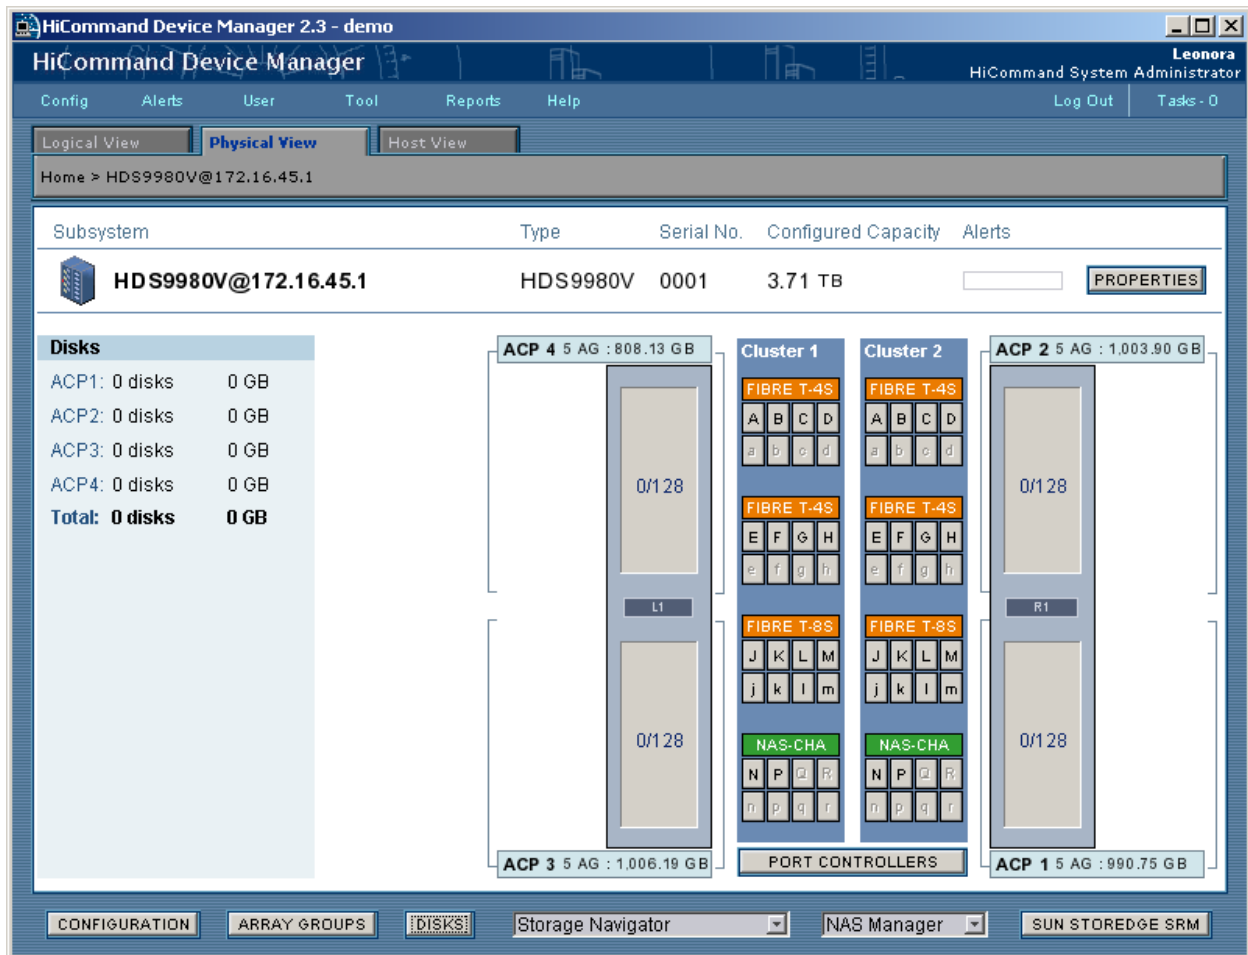 HiCommand Device Manager 2.3 - demo
HiCommand Device Manager
Leonora
HiCommand System Administrator
Config Alerts User Tool Reports Help Log Out Tasks - 0
Logical View Physical View Host View
Home > HDS9980V@172.16.45.1
Subsystem Type Serial No. Configured Capacity Alerts
HDS9980V@172.16.45.1 HDS9980V 0001 3.71 TB PROPERTIES
Disks
ACP1: 0 disks 0 GB
ACP2: 0 disks 0 GB
ACP3: 0 disks 0 GB
ACP4: 0 disks 0 GB
Total: 0 disks 0 GB
ACP 4 5 AG : 808.13 GB
0/128
L1
0/128
ACP 3 5 AG : 1,006.19 GB
Cluster 1
FIBRE T-4S
A B C D
a b c d
FIBRE T-4S
E F G H
e f g h
FIBRE T-8S
J K L M
j k l m
NAS-CHA
N P Q R
n p q r
Cluster 2
FIBRE T-4S
A B C D
a b c d
FIBRE T-4S
E F G H
e f g h
FIBRE T-8S
J K L M
j k l m
NAS-CHA
N P Q R
n p q r
PORT CONTROLLERS
ACP 2 5 AG : 1,003.90 GB
0/128
R1
0/128
ACP 1 5 AG : 990.75 GB
CONFIGURATION ARRAY GROUPS DISKS Storage Navigator NAS Manager SUN STOREDGE SRM